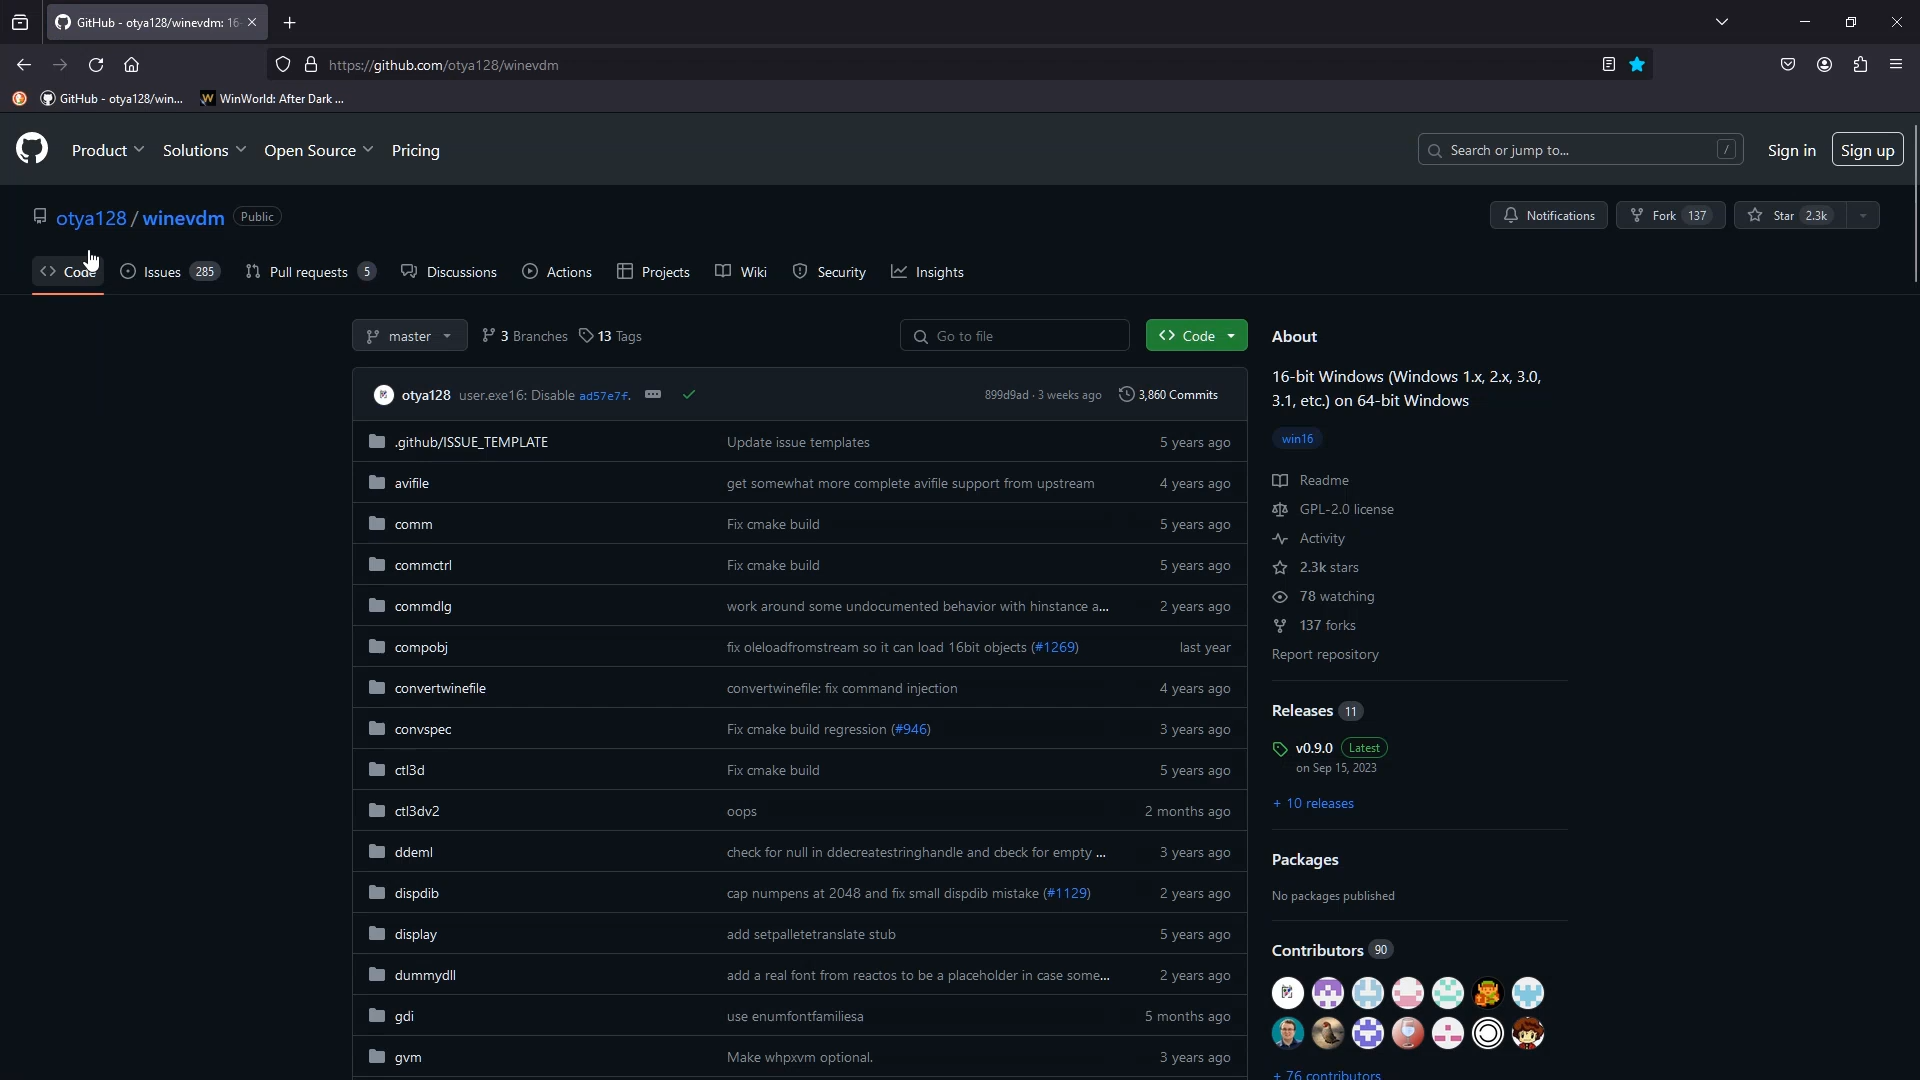 GitHub - otya128/winevdm: 16-
https://github.com/otya128/winevdm
GitHub - otya128/win...
WinWorld: After Dark ...
Product
Solutions
Open Source
Pricing
Search or jump to...
/
Sign in
Sign up
otya128 / winevdm
Public
Notifications
Fork 137
Star 2.3k
Code
Issues 285
Pull requests 5
Discussions
Actions
Projects
Wiki
Security
Insights
master
3 Branches
13 Tags
Go to file
Code
otya128 user.exe16: Disable ad57e7f.
899d9ad · 3 weeks ago
3,860 Commits
.github/ISSUE_TEMPLATE Update issue templates 5 years ago
avifile get somewhat more complete avifile support from upstream 4 years ago
comm Fix cmake build 5 years ago
commctrl Fix cmake build 5 years ago
commdlg work around some undocumented behavior with hinstance a... 2 years ago
compobj fix oleloadfromstream so it can load 16bit objects (#1269) last year
convertwinefile convertwinefile: fix command injection 4 years ago
convspec Fix cmake build regression (#946) 3 years ago
ctl3d Fix cmake build 5 years ago
ctl3dv2 oops 2 months ago
ddeml check for null in ddecreatestringhandle and cbeck for empty ... 3 years ago
dispdib cap numpens at 2048 and fix small dispdib mistake (#1129) 2 years ago
display add setpalletetranslate stub 5 years ago
dummydll add a real font from reactos to be a placeholder in case some... 2 years ago
gdi use enumfontfamiliesa 5 months ago
gvm Make whpxvm optional. 3 years ago
About
16-bit Windows (Windows 1.x, 2.x, 3.0,
3.1, etc.) on 64-bit Windows
win16
Readme
GPL-2.0 license
Activity
2.3k stars
78 watching
137 forks
Report repository
Releases 11
v0.9.0 Latest
on Sep 15, 2023
+ 10 releases
Packages
No packages published
Contributors 90
+ 76 contributors